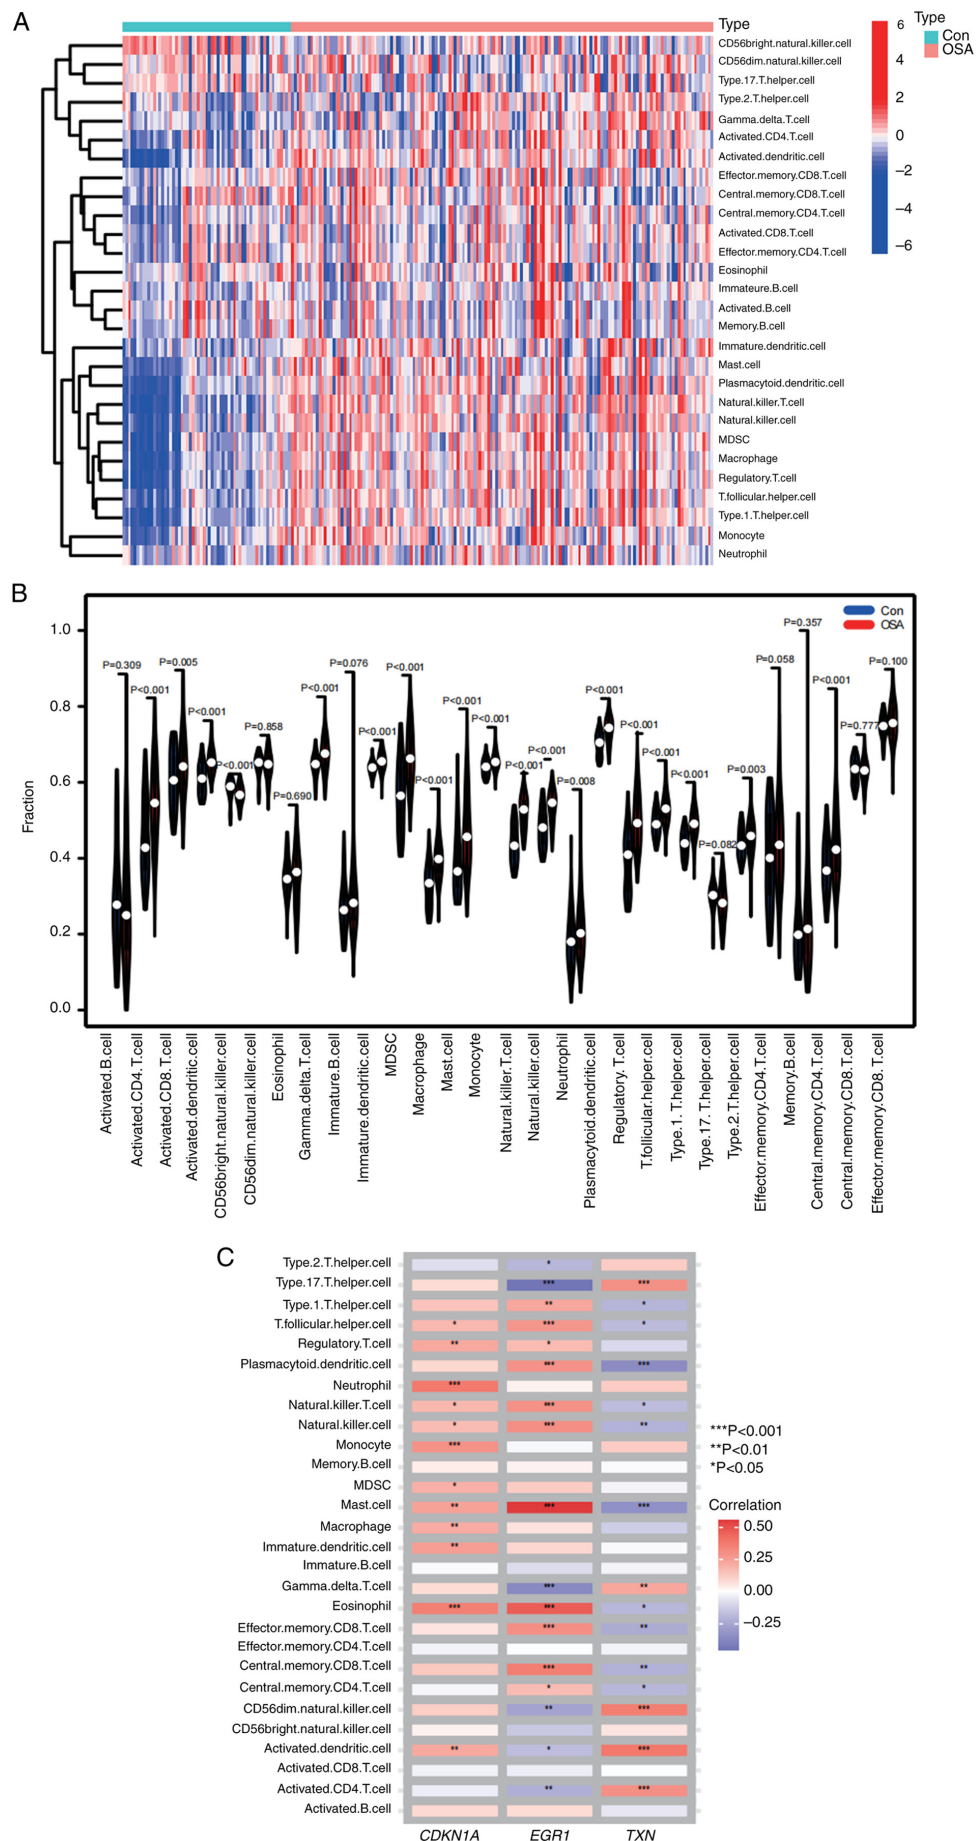 A
Type
Type
Con
OSA
CD56bright.natural.killer.cell
CD56dim.natural.killer.cell
Type.17.T.helper.cell
Type.2.T.helper.cell
Gamma.delta.T.cell
Activated.CD4.T.cell
Activated.dendritic.cell
Effector.memory.CD8.T.cell
Central.memory.CD8.T.cell
Central.memory.CD4.T.cell
Activated.CD8.T.cell
Effector.memory.CD4.T.cell
Eosinophil
Immateure.B.cell
Activated.B.cell
Memory.B.cell
Immature.dendritic.cell
Mast.cell
Plasmacytoid.dendritic.cell
Natural.killer.T.cell
Natural.killer.cell
MDSC
Macrophage
Regulatory.T.cell
T.follicular.helper.cell
Type.1.T.helper.cell
Monocyte
Neutrophil
6
4
2
0
−2
−4
−6
B
Con
OSA
Fraction
1.0
0.8
0.6
0.4
0.2
0.0
P=0.309
P<0.001
P=0.005
P<0.001
P<0.001
P=0.858
P=0.690
P<0.001
P=0.076
P<0.001
P<0.001
P<0.001
P<0.001
P<0.001
P<0.001
P<0.001
P=0.008
P<0.001
P<0.001
P<0.001
P<0.001
P=0.082
P=0.003
P=0.058
P=0.357
P<0.001
P=0.777
P=0.100
Activated.B.cell
Activated.CD4.T.cell
Activated.CD8.T.cell
Activated.dendritic.cell
CD56bright.natural.killer.cell
CD56dim.natural.killer.cell
Eosinophil
Gamma.delta.T.cell
Immature.B.cell
Immature.dendritic.cell
MDSC
Macrophage
Mast.cell
Monocyte
Natural.killer.T.cell
Natural.killer.cell
Neutrophil
Plasmacytoid.dendritic.cell
Regulatory. T.cell
T.follicular.helper.cell
Type.1. T.helper.cell
Type.17. T.helper.cell
Type.2.T.helper.cell
Effector.memory.CD4.T.cell
Memory.B.cell
Central.memory.CD4.T.cell
Central.memory.CD8.T.cell
Effector.memory.CD8.T.cell
C
Type.2.T.helper.cell *
Type.17.T.helper.cell *** ***
Type.1.T.helper.cell ** *
T.follicular.helper.cell * *** *
Regulatory.T.cell ** *
Plasmacytoid.dendritic.cell *** ***
Neutrophil ***
Natural.killer.T.cell * *** *
Natural.killer.cell * *** **
Monocyte ***
Memory.B.cell
MDSC *
Mast.cell ** *** ***
Macrophage **
Immature.dendritic.cell **
Immature.B.cell
Gamma.delta.T.cell *** **
Eosinophil *** *** *
Effector.memory.CD8.T.cell *** **
Effector.memory.CD4.T.cell
Central.memory.CD8.T.cell *** **
Central.memory.CD4.T.cell * *
CD56dim.natural.killer.cell ** ***
CD56bright.natural.killer.cell
Activated.dendritic.cell ** * ***
Activated.CD8.T.cell
Activated.CD4.T.cell ** ***
Activated.B.cell
CDKN1A EGR1 TXN
***P<0.001
**P<0.01
*P<0.05
Correlation
0.50
0.25
0.00
−0.25